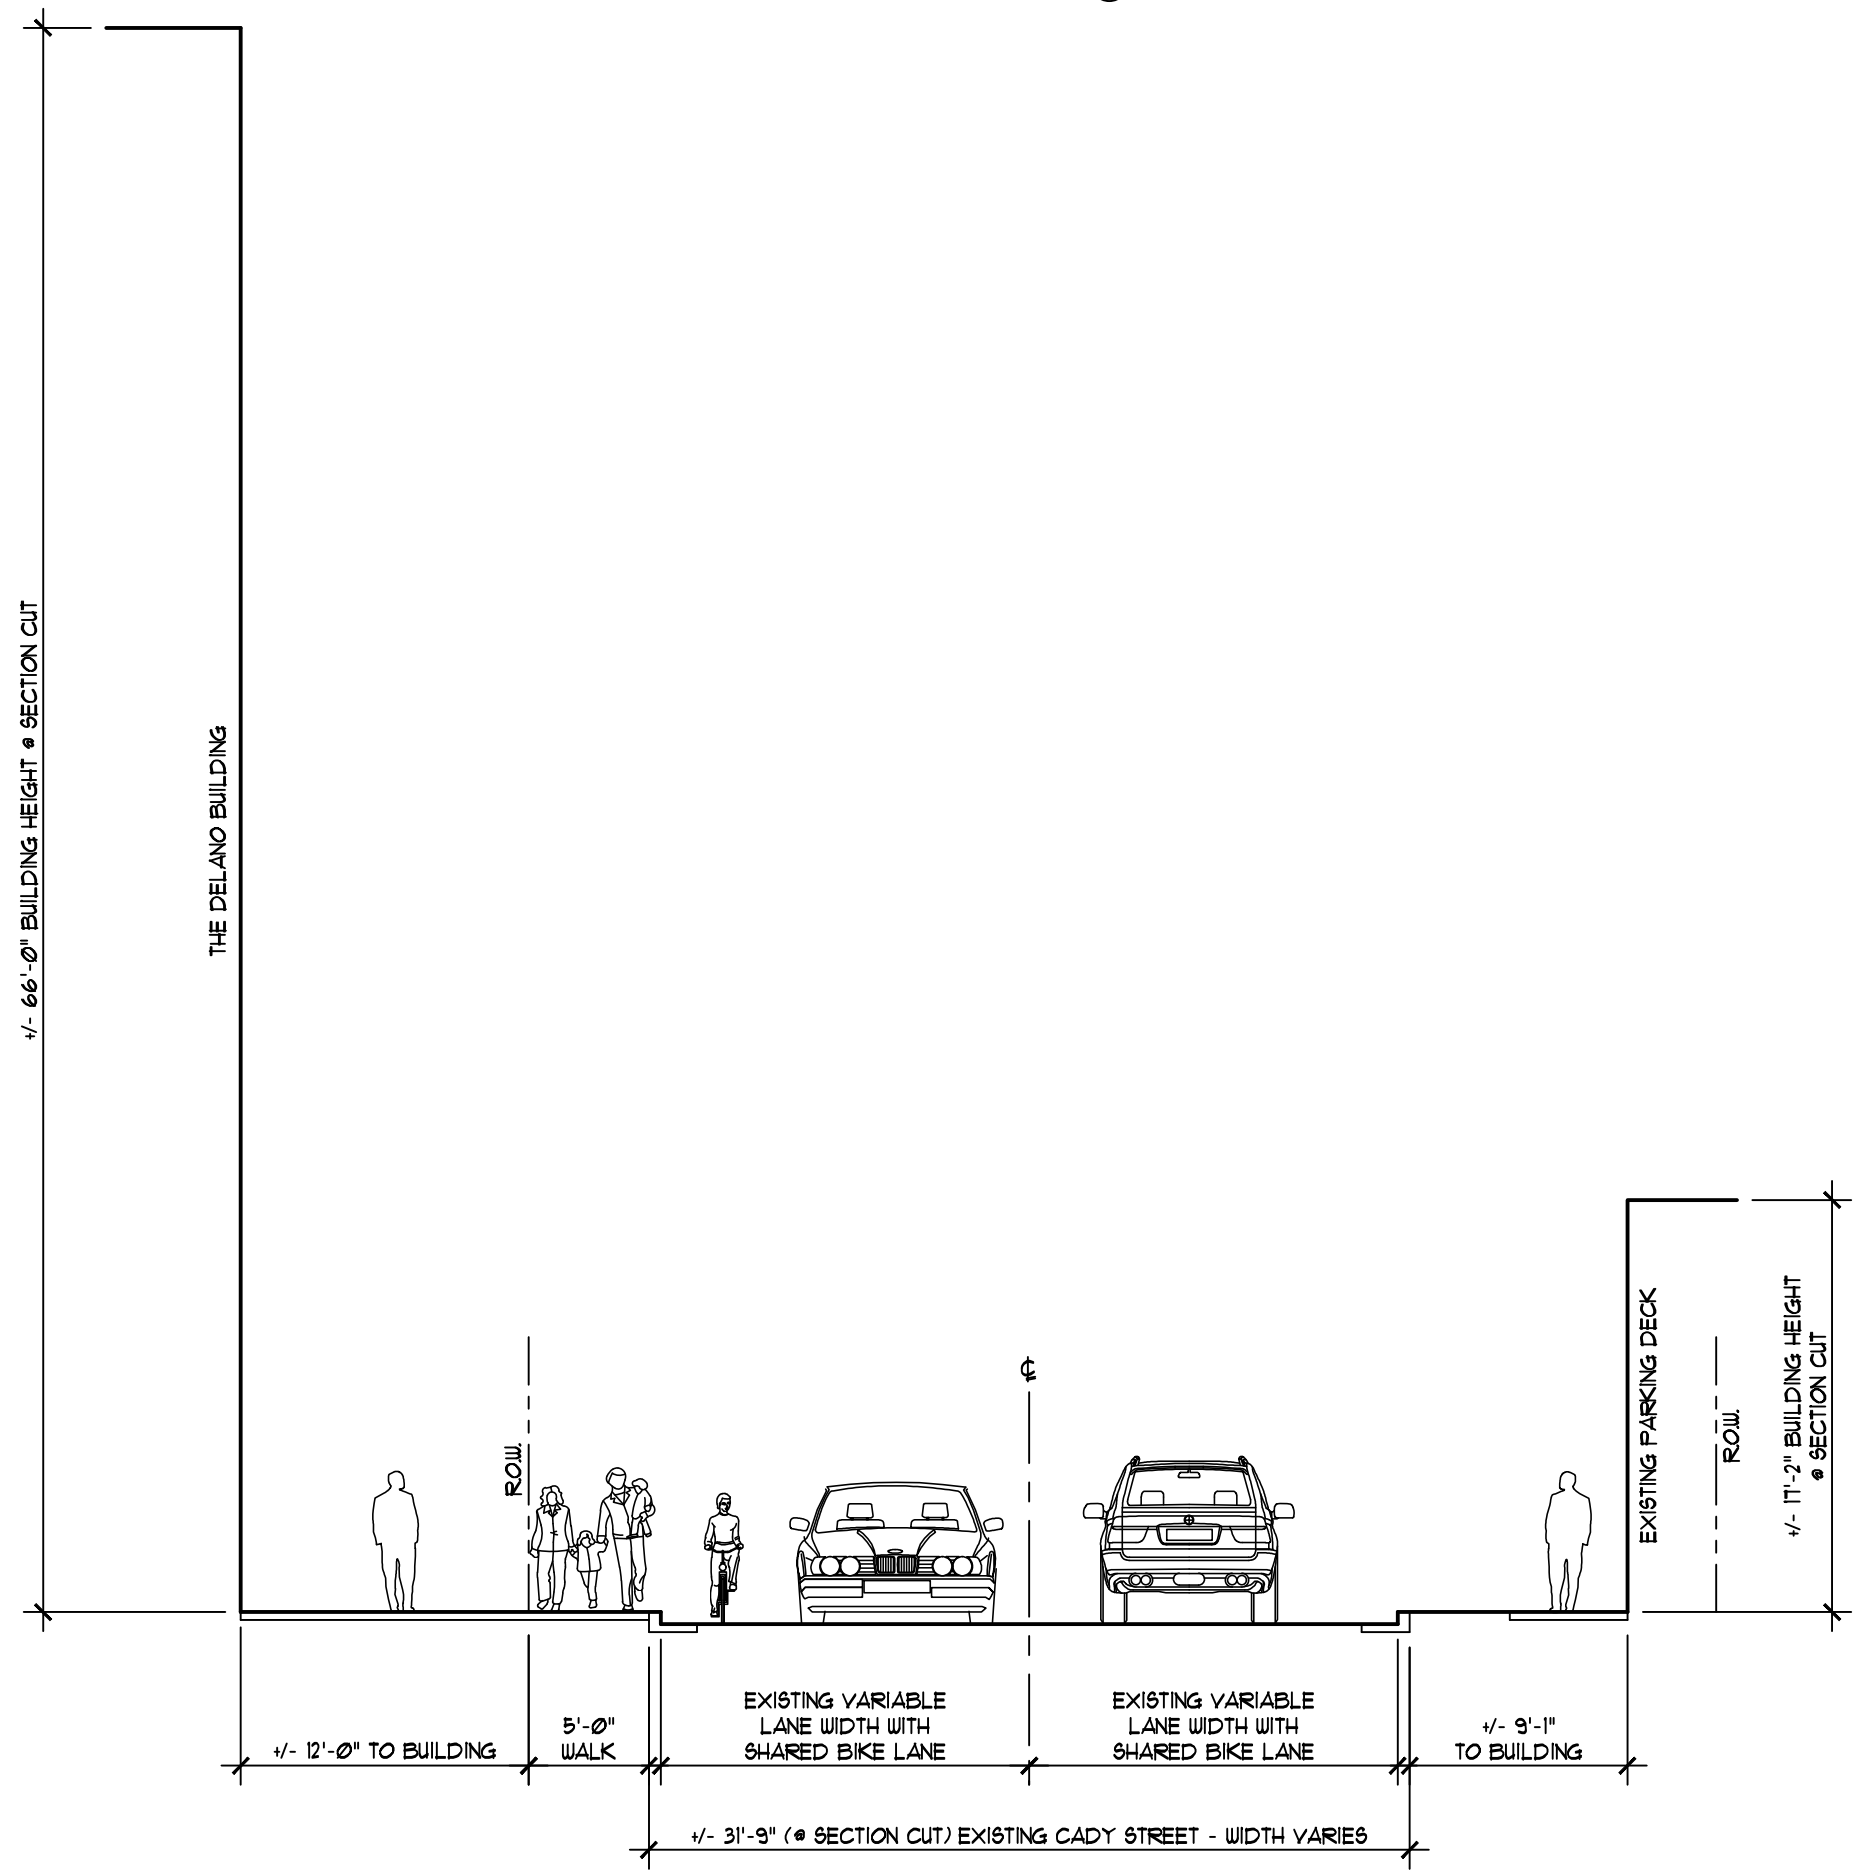 +/- 66'-0" BUILDING HEIGHT @ SECTION CUT
THE DELANO BUILDING
R.O.W.
℄
EXISTING PARKING DECK
R.O.W.
+/- 17'-2" BUILDING HEIGHT
@ SECTION CUT
+/- 12'-0" TO BUILDING
5'-0"
WALK
EXISTING VARIABLE
LANE WIDTH WITH
SHARED BIKE LANE
EXISTING VARIABLE
LANE WIDTH WITH
SHARED BIKE LANE
+/- 9'-1"
TO BUILDING
+/- 31'-9" (@ SECTION CUT) EXISTING CADY STREET - WIDTH VARIES